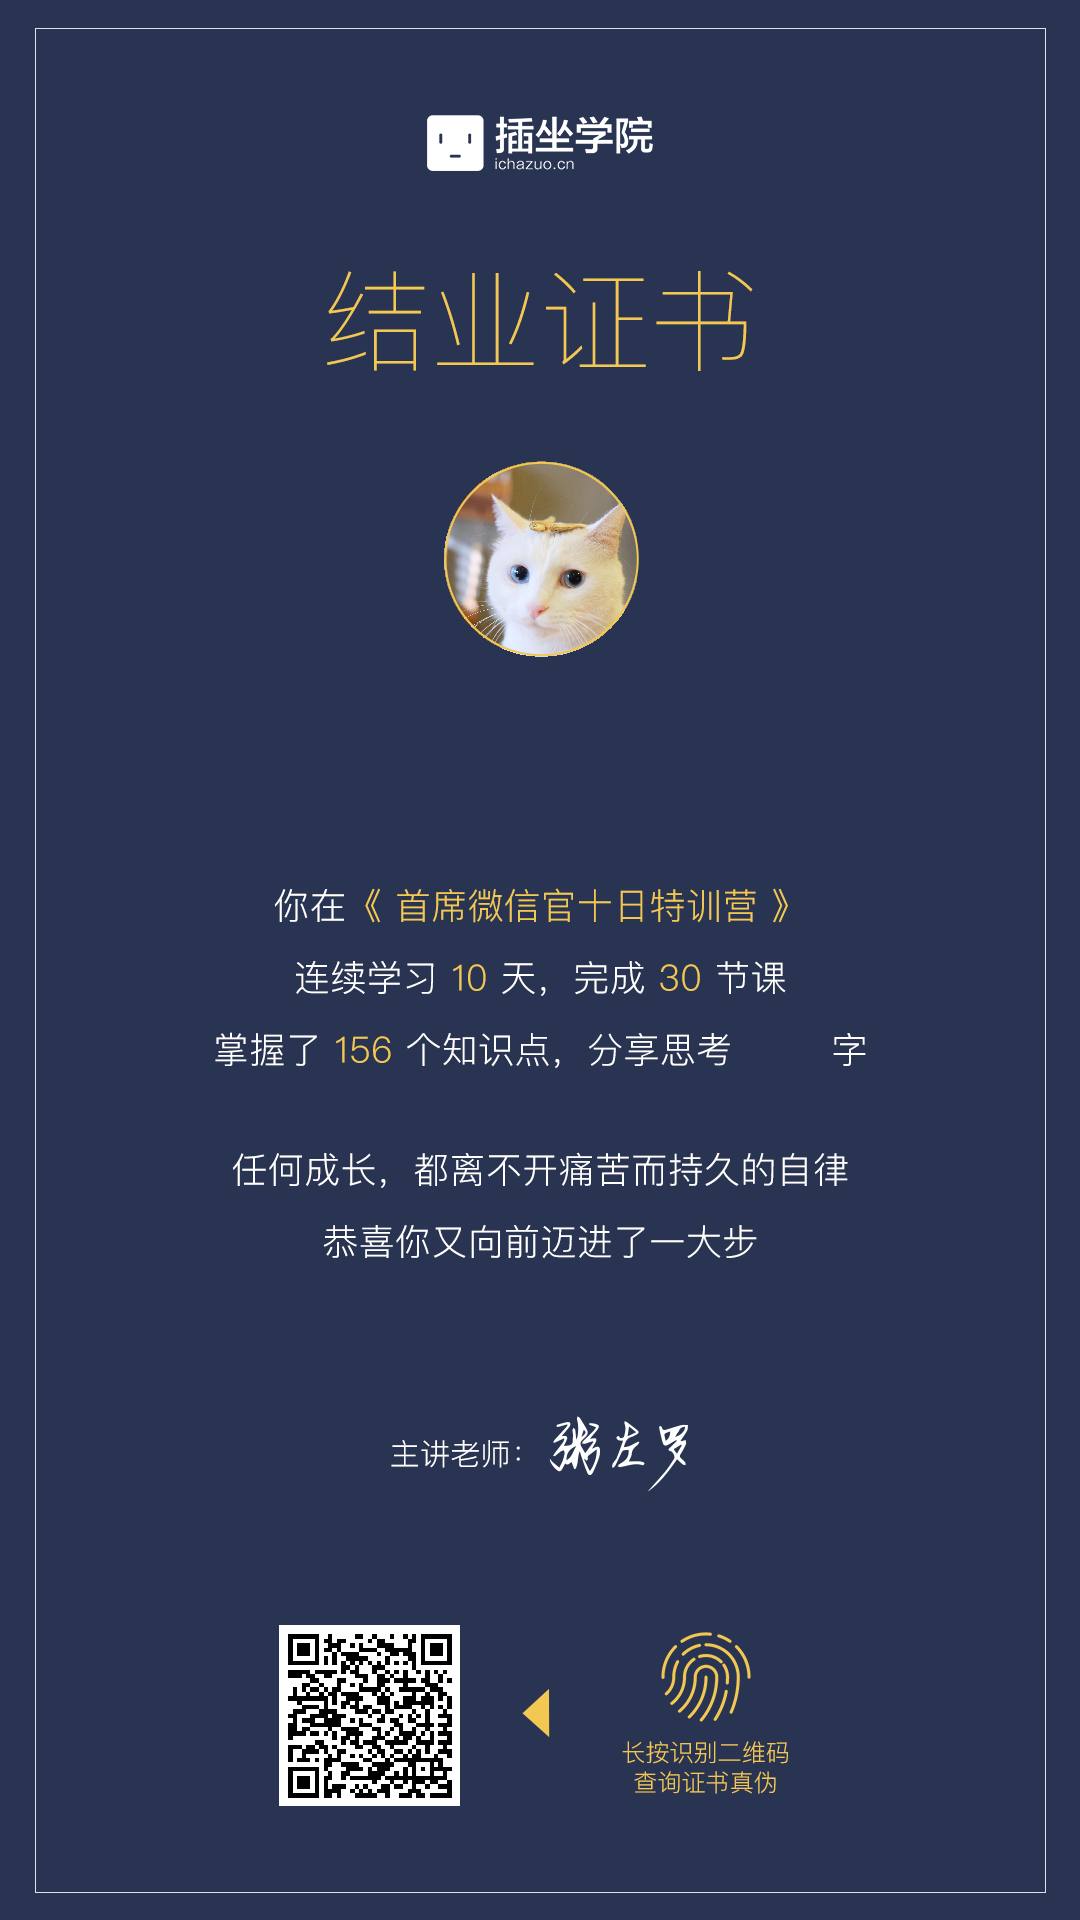 插坐学院
ichazuo.cn
结业证书
你在《 首席微信官十日特训营 》
连续学习 10 天，完成 30 节课
掌握了 156 个知识点，分享思考 字
任何成长，都离不开痛苦而持久的自律
恭喜你又向前迈进了一大步
主讲老师：粥左罗
长按识别二维码
查询证书真伪